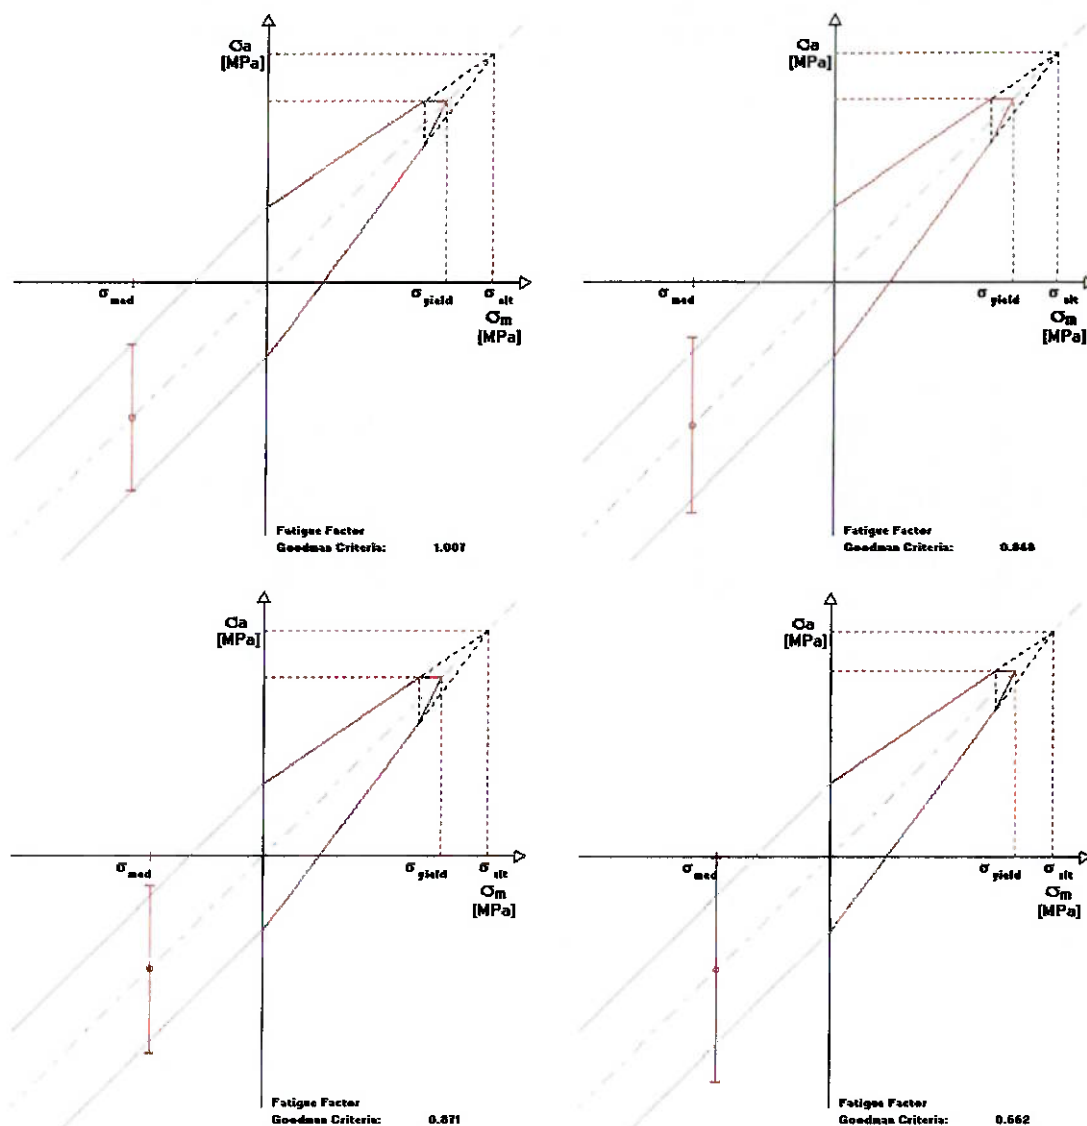 σa
[MPa]
σmed
σyield
σult
σm
[MPa]
Fatigue Factor
Goodman Criteria: 1.007
σa
[MPa]
σmed
σyield
σult
σm
[MPa]
Fatigue Factor
Goodman Criteria: 0.848
σa
[MPa]
σmed
σyield
σult
σm
[MPa]
Fatigue Factor
Goodman Criteria: 0.871
σa
[MPa]
σmed
σyield
σult
σm
[MPa]
Fatigue Factor
Goodman Criteria: 0.662